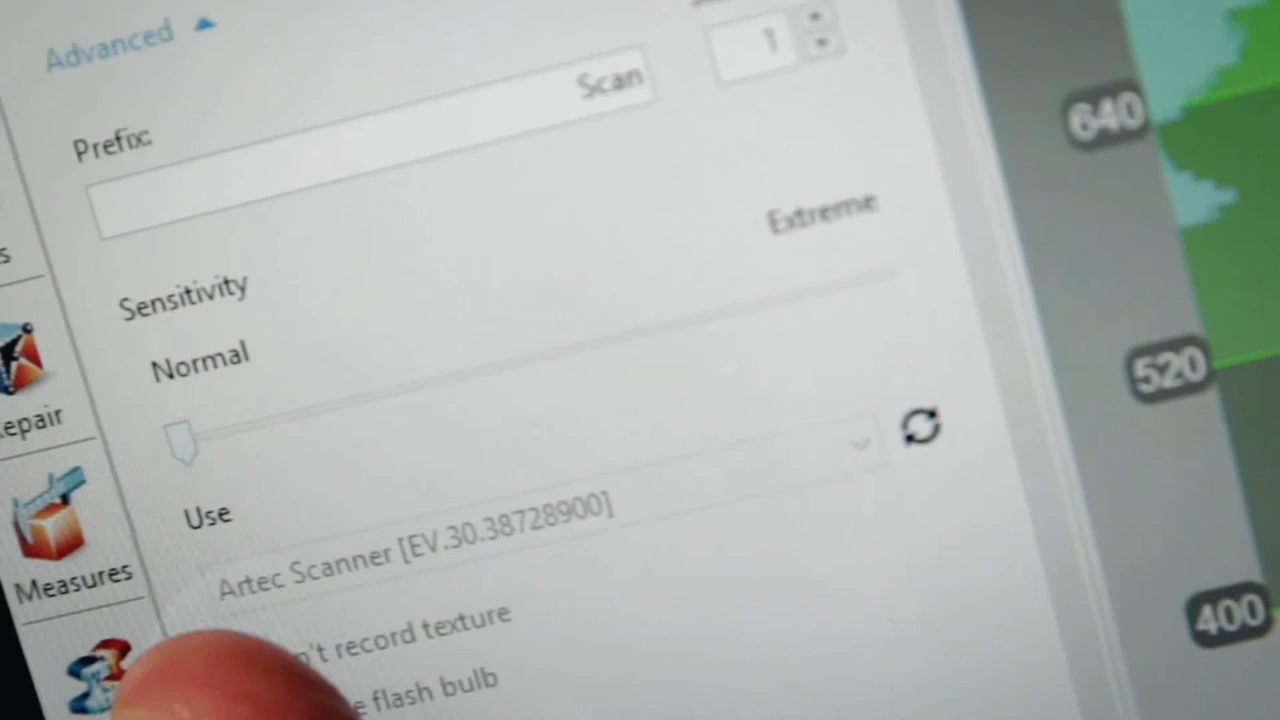 Advanced
Prefix:
Scan
1
Sensitivity
Normal
Extreme
Use
Artec Scanner [EV.30.38728900]
't record texture
flash bulb
epair
Measures
640
520
400